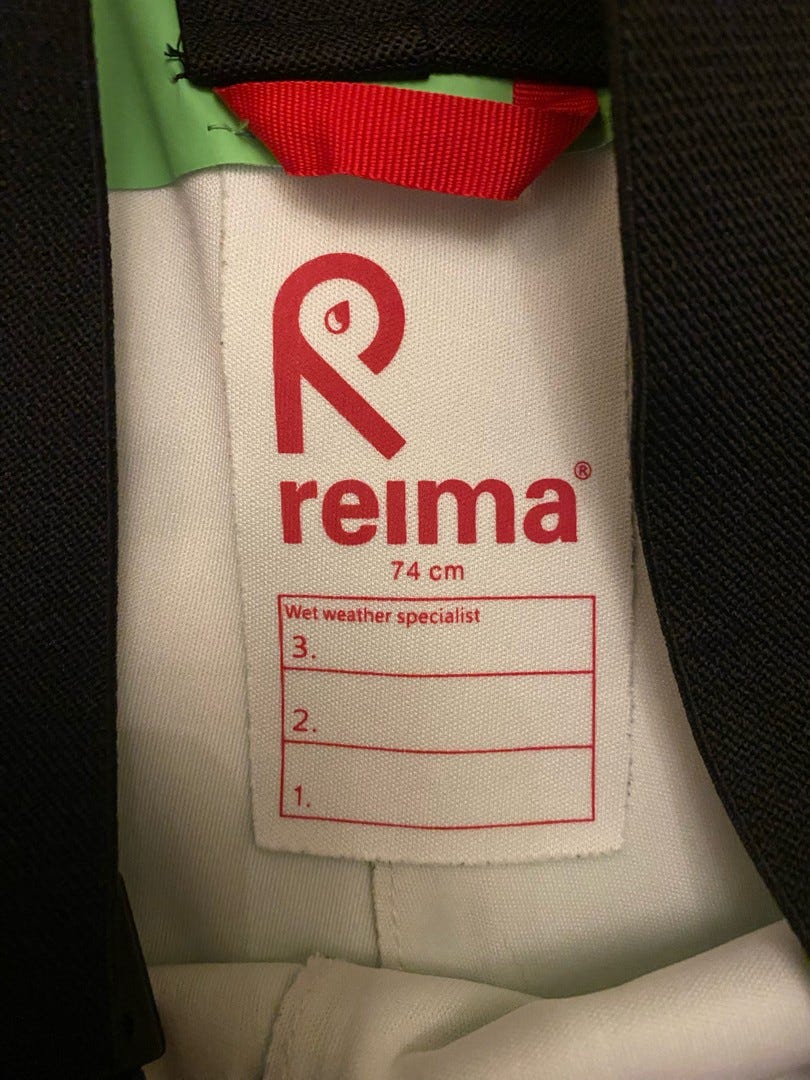 reima®
74 cm
Wet weather specialist
3.
2.
1.